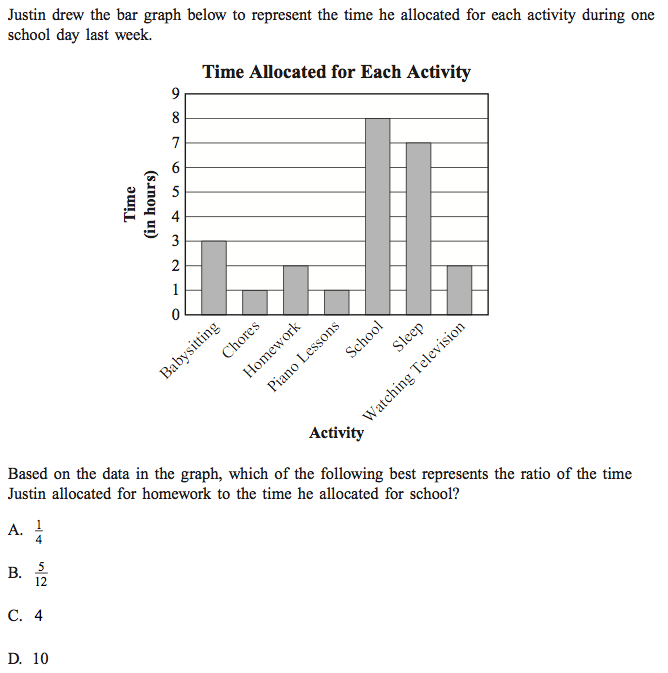 Justin drew the bar graph below to represent the time he allocated for each activity during one
school day last week.
Time Allocated for Each Activity
9
8
7
6
5
4
3
2
1
0
Time
(in hours)
Babysitting
Chores
Homework
Piano Lessons
School
Sleep
Watching Television
Activity
Based on the data in the graph, which of the following best represents the ratio of the time
Justin allocated for homework to the time he allocated for school?
A. 1/4
B. 5/12
C. 4
D. 10